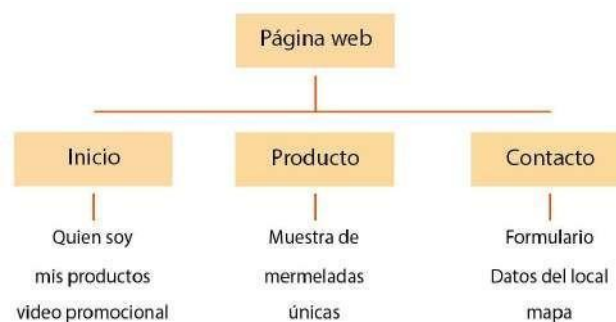 Página web
Inicio
Producto
Contacto
Quien soy
mis productos
video promocional
Muestra de
mermeladas
únicas
Formulario
Datos del local
mapa